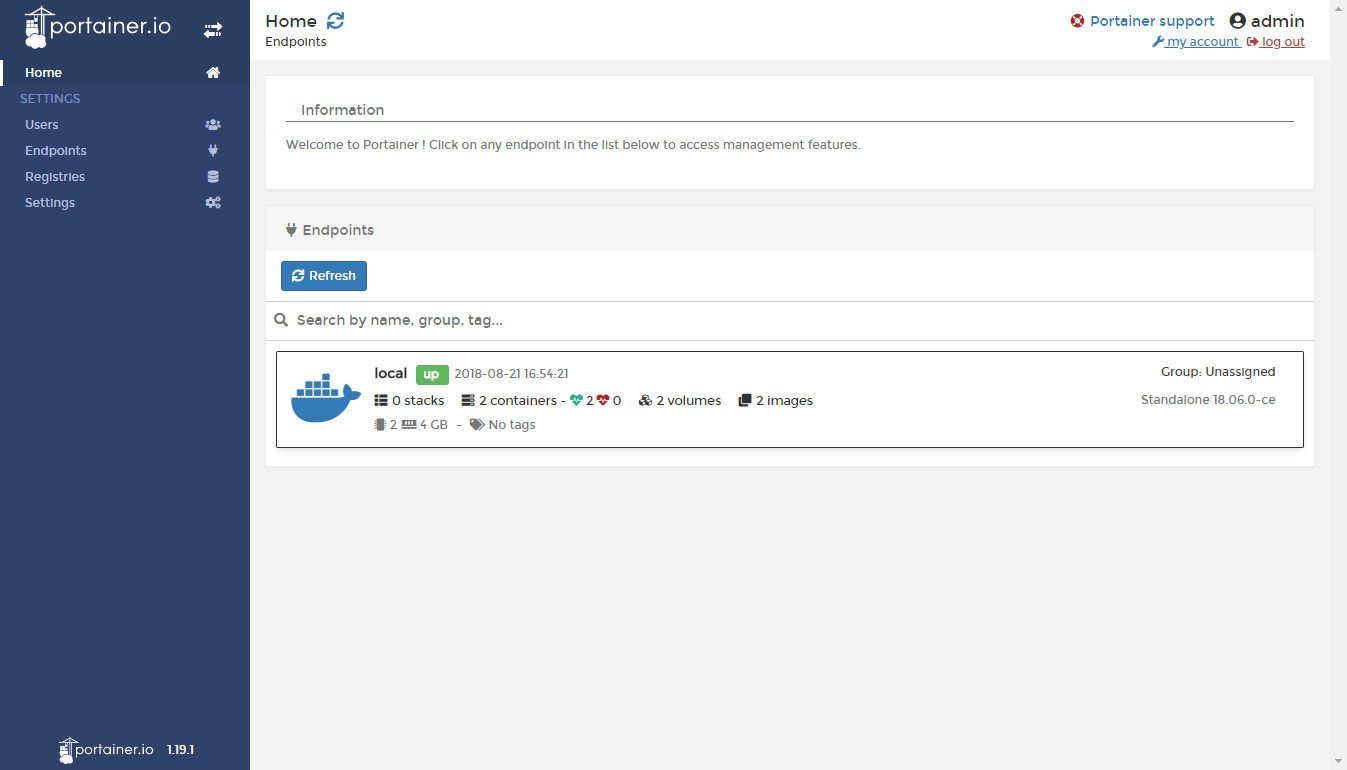 portainer.io
Home
SETTINGS
Users
Endpoints
Registries
Settings
portainer.io 1.19.1
Home
Endpoints
Portainer support admin
my account log out
Information
Welcome to Portainer ! Click on any endpoint in the list below to access management features.
Endpoints
Refresh
Search by name, group, tag...
local up 2018-08-21 16:54:21
Group: Unassigned
0 stacks 2 containers - 2 0 2 volumes 2 images
Standalone 18.06.0-ce
2 4 GB - No tags